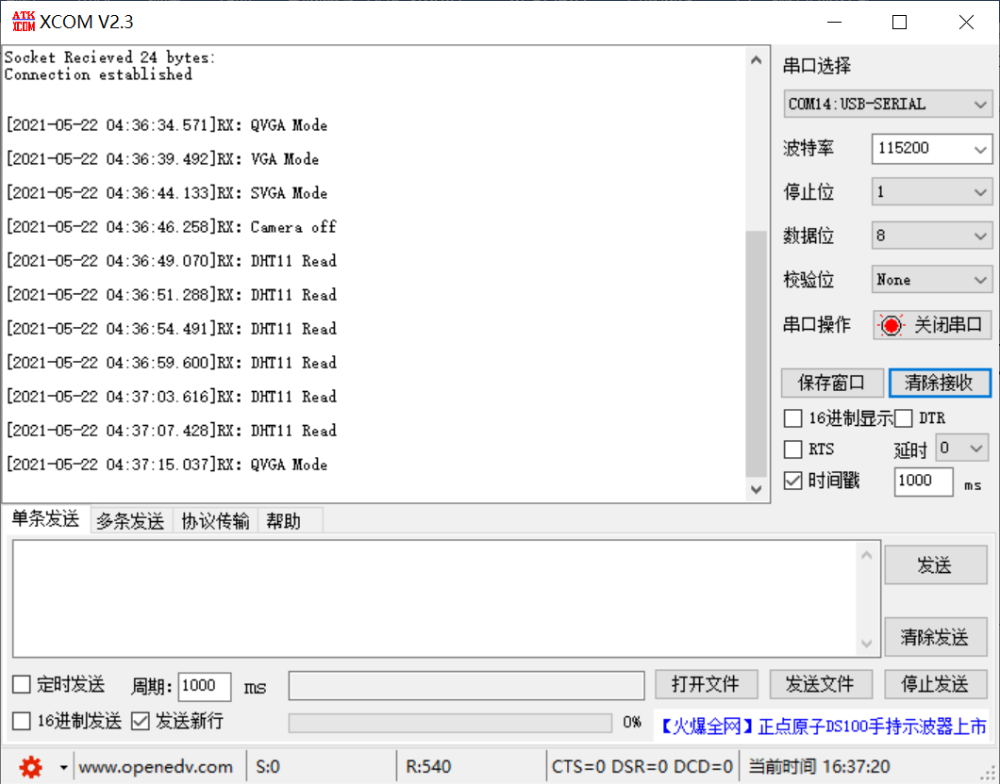 ATK XCOM XCOM V2.3
Socket Recieved 24 bytes:
Connection established
[2021-05-22 04:36:34.571]RX: QVGA Mode
[2021-05-22 04:36:39.492]RX: VGA Mode
[2021-05-22 04:36:44.133]RX: SVGA Mode
[2021-05-22 04:36:46.258]RX: Camera off
[2021-05-22 04:36:49.070]RX: DHT11 Read
[2021-05-22 04:36:51.288]RX: DHT11 Read
[2021-05-22 04:36:54.491]RX: DHT11 Read
[2021-05-22 04:36:59.600]RX: DHT11 Read
[2021-05-22 04:37:03.616]RX: DHT11 Read
[2021-05-22 04:37:07.428]RX: DHT11 Read
[2021-05-22 04:37:15.037]RX: QVGA Mode
串口选择
COM14:USB-SERIAL
波特率 115200
停止位 1
数据位 8
校验位 None
串口操作 关闭串口
保存窗口 清除接收
16进制显示 DTR
RTS 延时 0
时间戳 1000 ms
单条发送 多条发送 协议传输 帮助
发送
清除发送
定时发送 周期: 1000 ms 打开文件 发送文件 停止发送
16进制发送 发送新行 0% 【火爆全网】正点原子DS100手持示波器上市
www.openedv.com S:0 R:540 CTS=0 DSR=0 DCD=0 当前时间 16:37:20